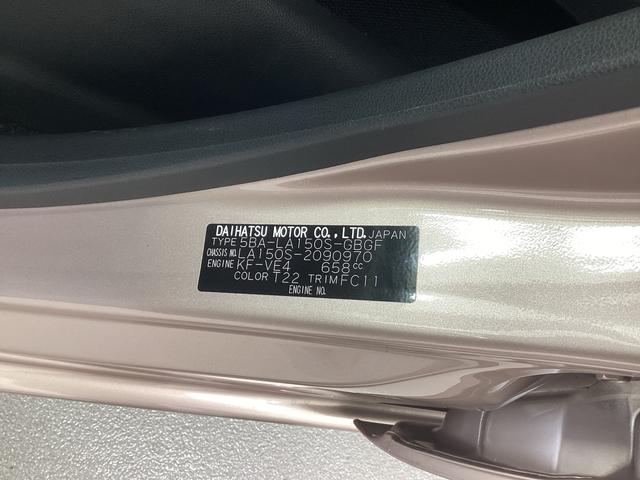 DAIHATSU MOTOR CO., LTD. JAPAN
TYPE 5BA-LA150S-GBGF
CHASSIS NO. LA150S-2090970
ENGINE KF-VE4 658cc
COLOR T22 TRIM FC11
ENGINE NO.